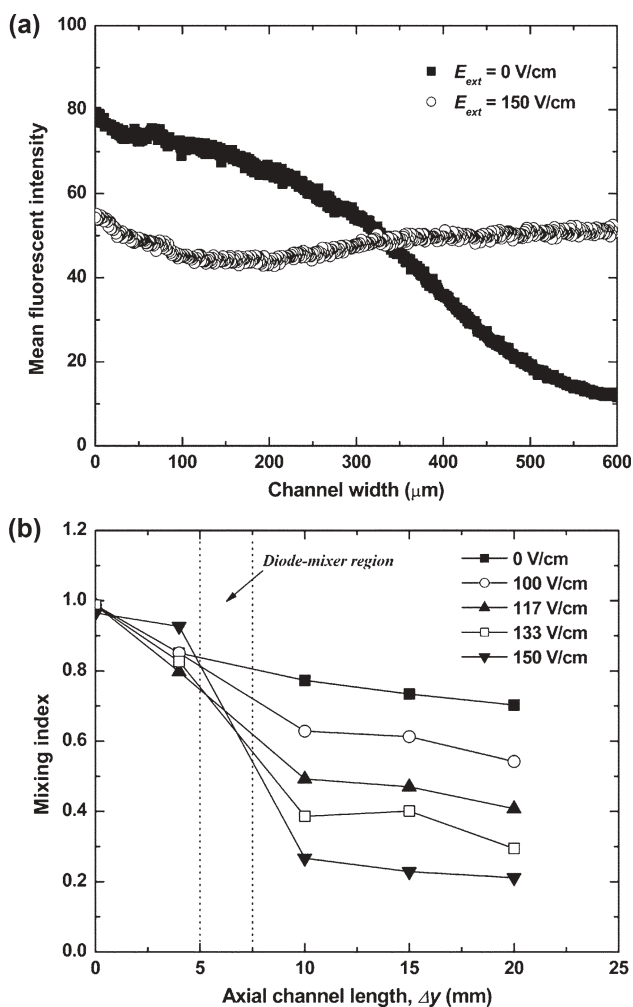 (a)
100
80
60
40
20
0
Mean fluorescent intensity
E_ext = 0 V/cm
E_ext = 150 V/cm
0 100 200 300 400 500 600
Channel width (μm)
(b)
1.2
1.0
0.8
0.6
0.4
0.2
0.0
Mixing index
Diode-mixer region
0 V/cm
100 V/cm
117 V/cm
133 V/cm
150 V/cm
0 5 10 15 20 25
Axial channel length, Δy (mm)